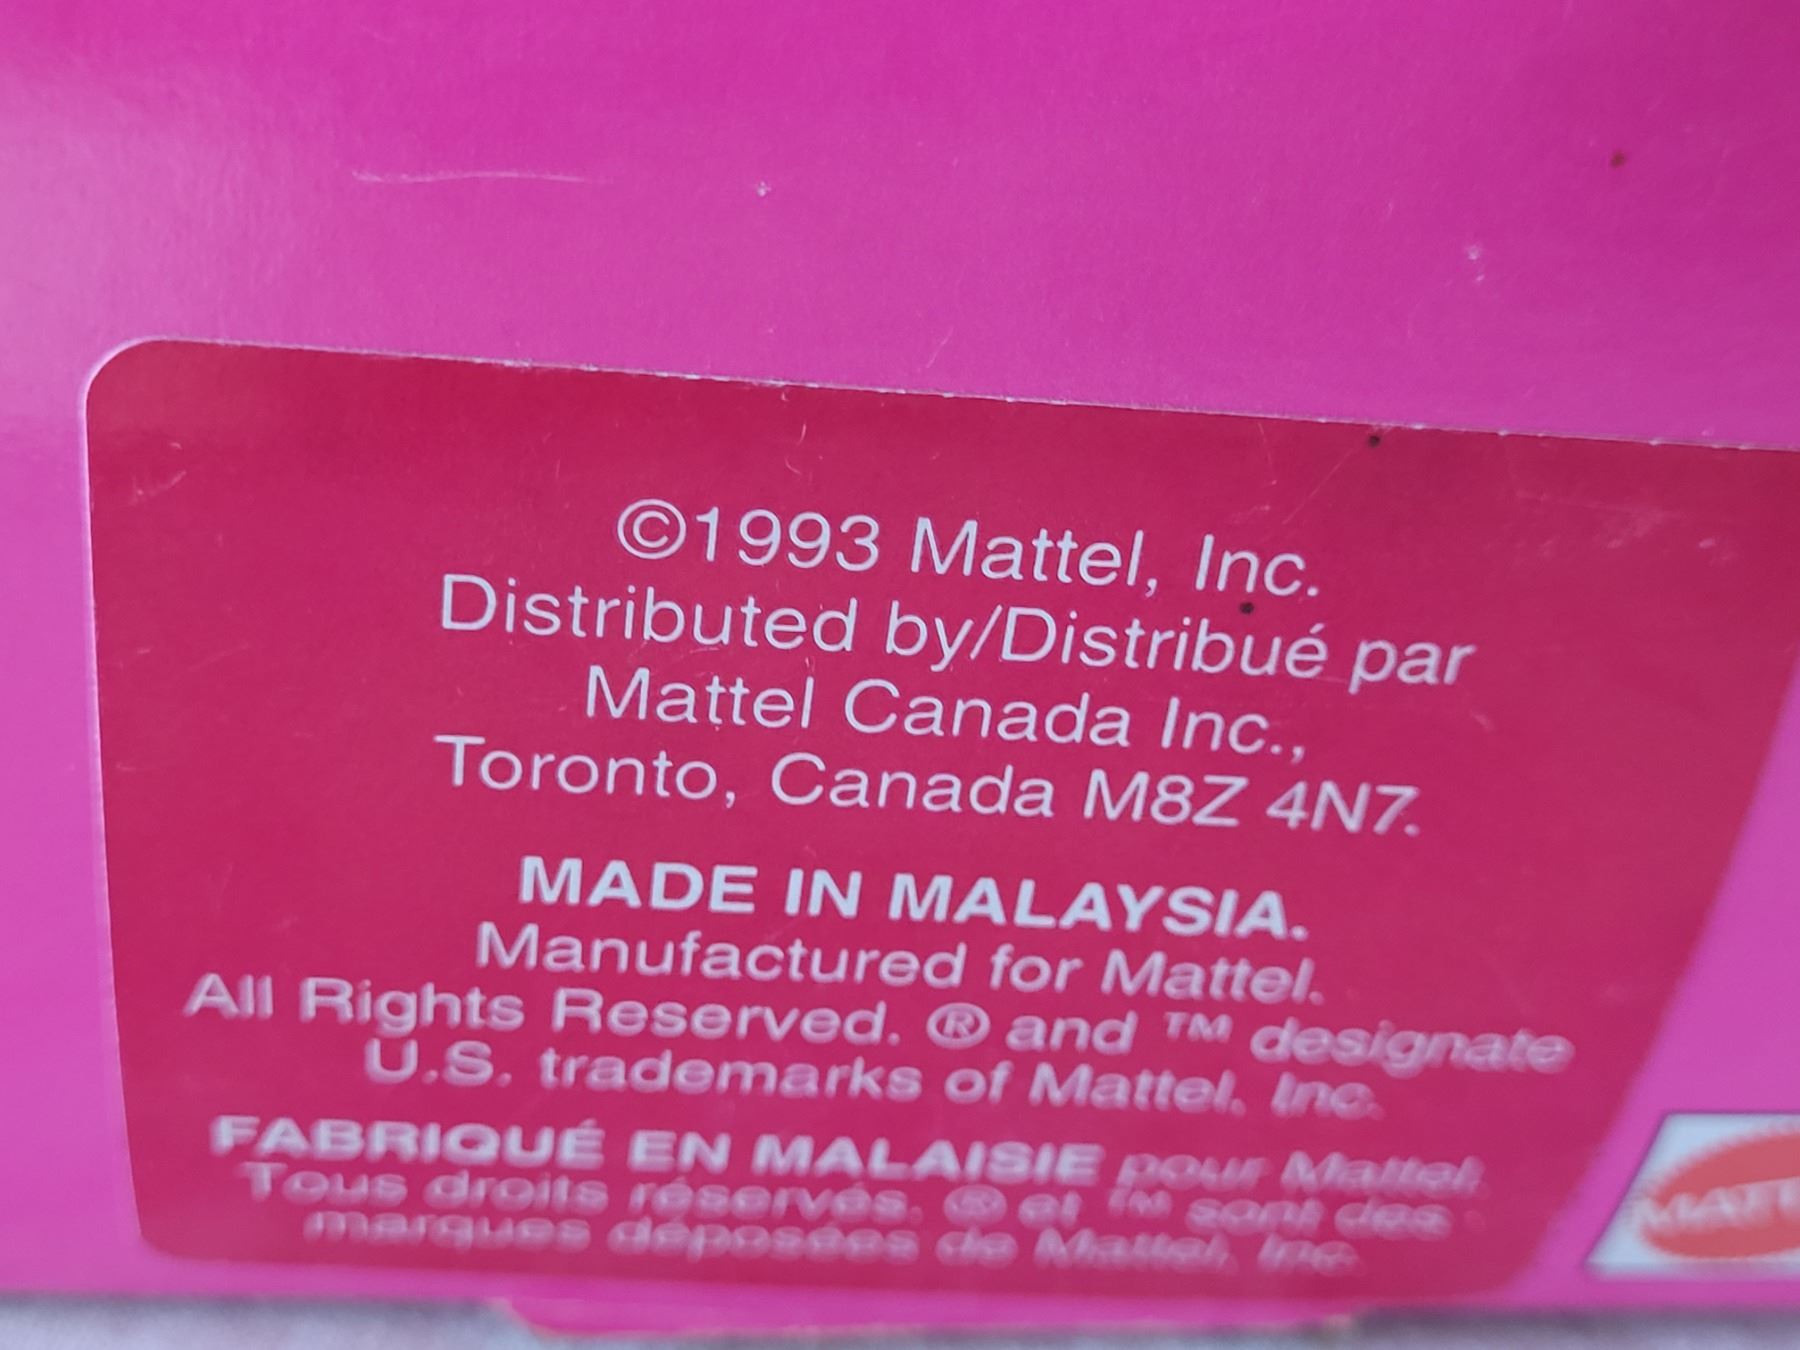 ©1993 Mattel, Inc.
Distributed by/Distribué par
Mattel Canada Inc.,
Toronto, Canada M8Z 4N7.
MADE IN MALAYSIA.
Manufactured for Mattel.
All Rights Reserved. ® and ™ designate
U.S. trademarks of Mattel, Inc.
FABRIQUÉ EN MALAISIE pour Mattel.
Tous droits réservés. ® et ™ sont des
marques déposées de Mattel, Inc.